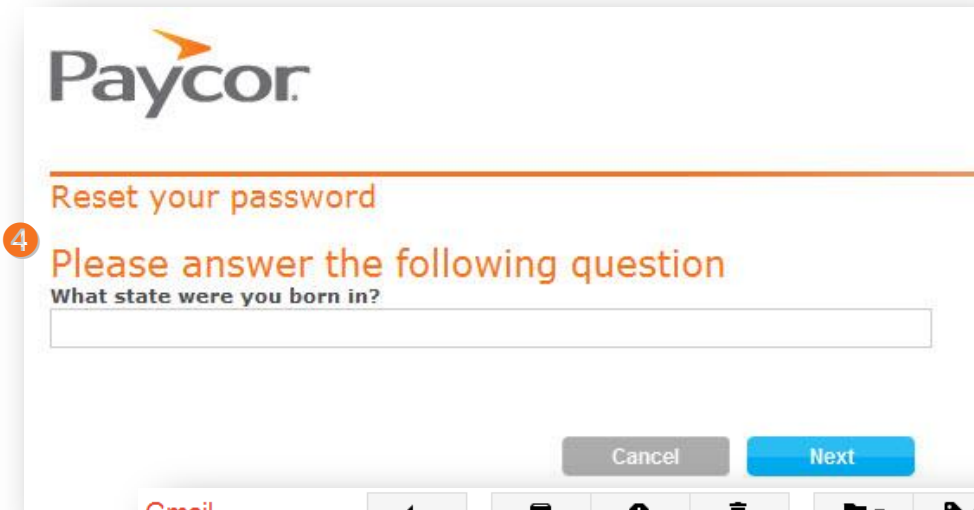 Paycor
Reset your password
4
Please answer the following question
What state were you born in?
Cancel Next
Gmail